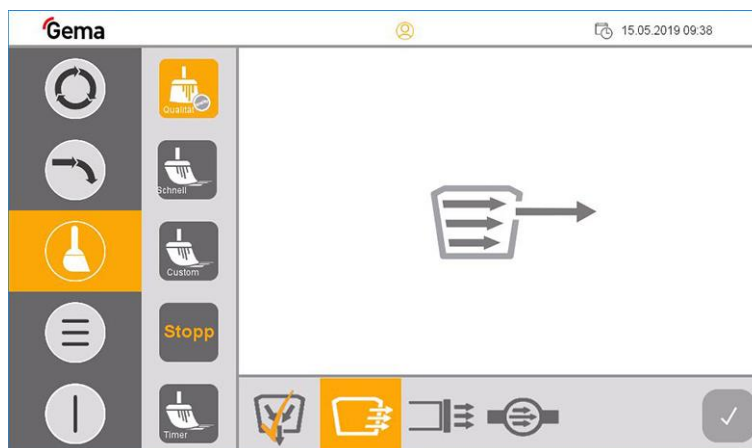 Gema
15.05.2019 09:38
Qualität
Schnell
Custom
Stopp
Timer